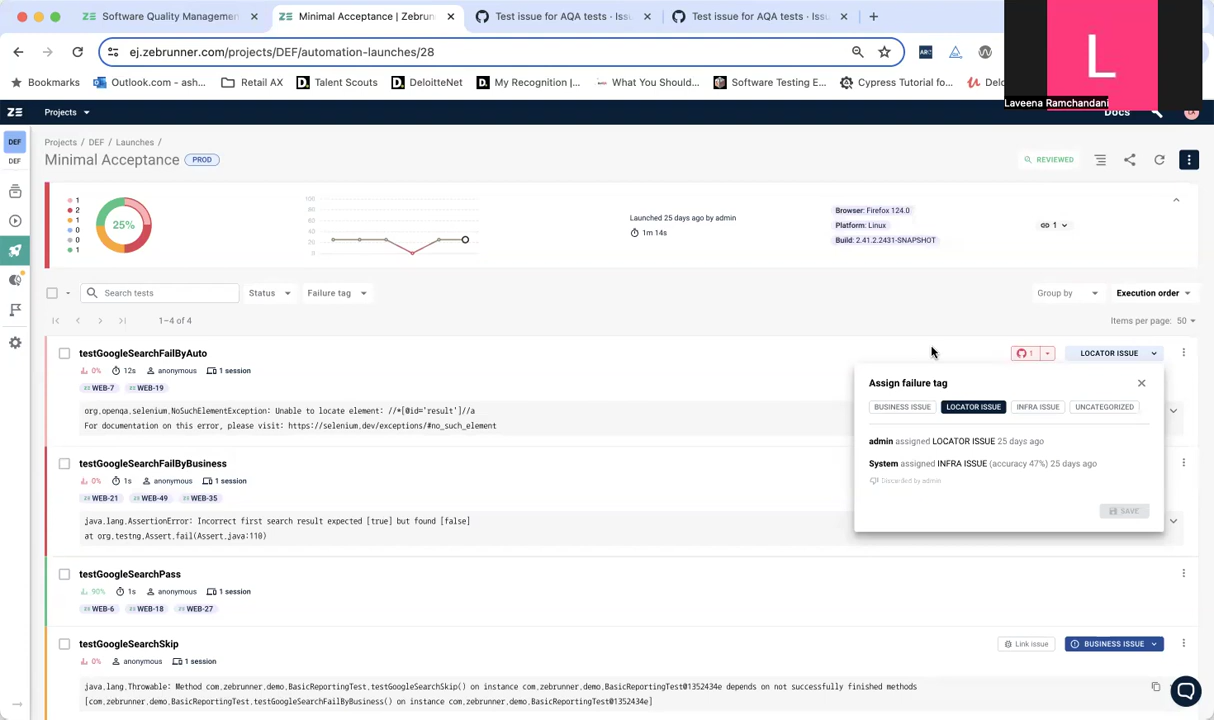 Software Quality Managemen
Minimal Acceptance | Zebrun
Test issue for AQA tests · Issu
Test issue for AQA tests · Issu
ej.zebrunner.com/projects/DEF/automation-launches/28
ARC
Bookmarks
Outlook.com - ash...
Retail AX
Talent Scouts
DeloitteNet
My Recognition |...
What You Should...
Software Testing E...
Cypress Tutorial fo...
Delo
L
Laveena Ramchandani
ZE
Projects
Docs
DEF
DEF
Projects / DEF / Launches /
Minimal Acceptance
PROD
REVIEWED
1
2
1
0
0
1
25%
100
80
60
40
20
.0
Launched 25 days ago by admin
1m 14s
Browser: Firefox 124.0
Platform: Linux
Build: 2.41.2.2431-SNAPSHOT
1
Search tests
Status
Failure tag
Group by
Execution order
1–4 of 4
Items per page: 50
testGoogleSearchFailByAuto
1
LOCATOR ISSUE
0% 12s anonymous 1 session
WEB-7 WEB-19
org.openqa.selenium.NoSuchElementException: Unable to locate element: //*[@id='result']//a
For documentation on this error, please visit: https://selenium.dev/exceptions/#no_such_element
Assign failure tag
BUSINESS ISSUE LOCATOR ISSUE INFRA ISSUE UNCATEGORIZED
admin assigned LOCATOR ISSUE 25 days ago
System assigned INFRA ISSUE (accuracy 47%) 25 days ago
Discarded by admin
SAVE
testGoogleSearchFailByBusiness
0% 1s anonymous 1 session
WEB-21 WEB-49 WEB-35
java.lang.AssertionError: Incorrect first search result expected [true] but found [false]
at org.testng.Assert.fail(Assert.java:110)
testGoogleSearchPass
90% 1s anonymous 1 session
WEB-6 WEB-18 WEB-27
testGoogleSearchSkip
Link issue
BUSINESS ISSUE
0% anonymous 1 session
java.lang.Throwable: Method com.zebrunner.demo.BasicReportingTest.testGoogleSearchSkip() on instance com.zebrunner.demo.BasicReportingTest@1352434e depends on not successfully finished methods
[com.zebrunner.demo.BasicReportingTest.testGoogleSearchFailByBusiness() on instance com.zebrunner.demo.BasicReportingTest@1352434e]